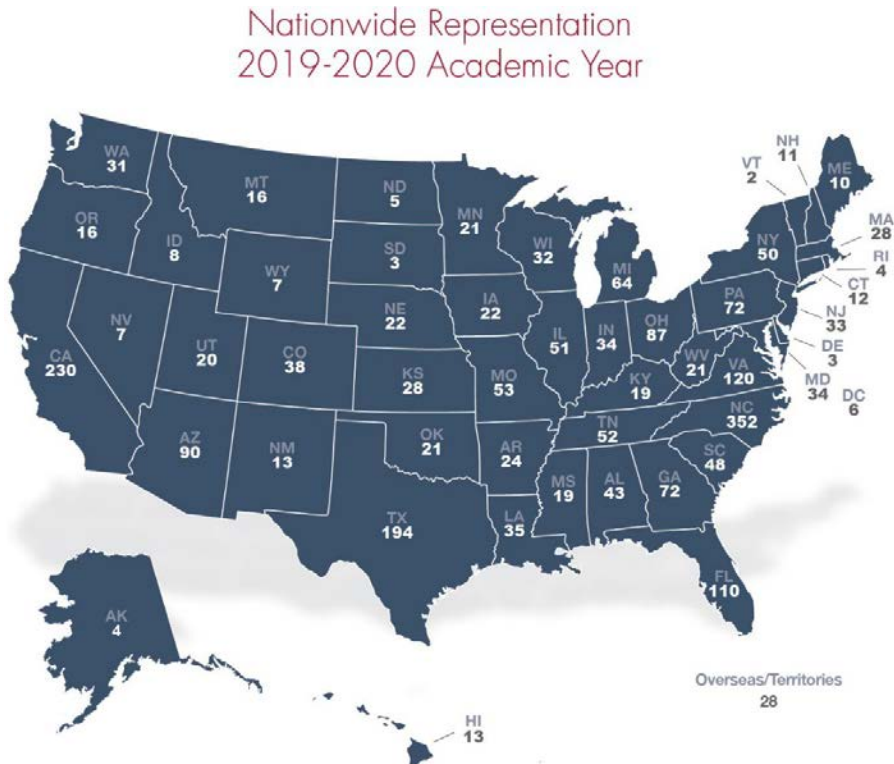 Nationwide Representation
2019-2020 Academic Year
NH
11
VT
2
ME
10
WA
31
MT
16
ND
5
MN
21
MA
28
OR
16
ID
8
SD
3
WI
32
MI
64
NY
50
RI
4
WY
7
CT
12
NE
22
IA
22
PA
72
NJ
33
NV
7
UT
20
CO
38
IL
51
IN
34
OH
87
DE
3
CA
230
KS
28
MO
53
WV
21
VA
120
MD
34
DC
6
KY
19
NC
352
AZ
90
NM
13
OK
21
AR
24
TN
52
SC
48
MS
19
AL
43
GA
72
TX
194
LA
35
FL
110
AK
4
Overseas/Territories
28
HI
13